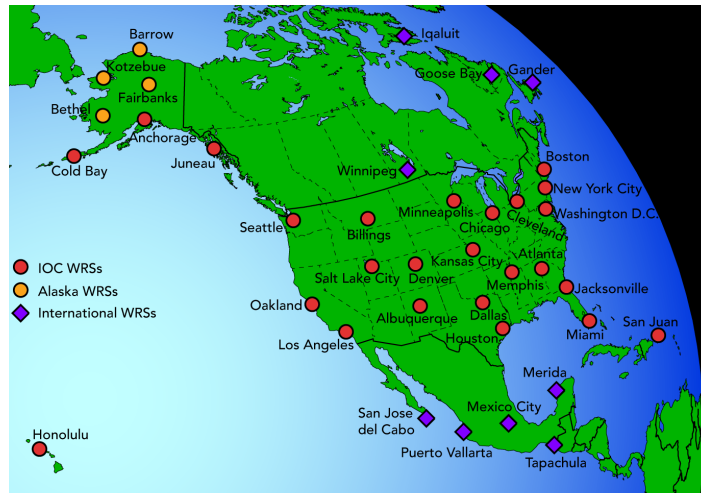 Barrow
Iqaluit
Kotzebue
Goose Bay
Gander
Fairbanks
Bethel
Anchorage
Juneau
Cold Bay
Boston
Winnipeg
New York City
Minneapolis
Washington D.C.
Seattle
Billings
Chicago
Cleveland
Kansas City
Atlanta
IOC WRSs
Salt Lake City
Denver
Memphis
Alaska WRSs
Jacksonville
Oakland
International WRSs
Albuquerque
Dallas
San Juan
Los Angeles
Houston
Miami
Merida
San Jose
del Cabo
Mexico City
Honolulu
Puerto Vallarta
Tapachula